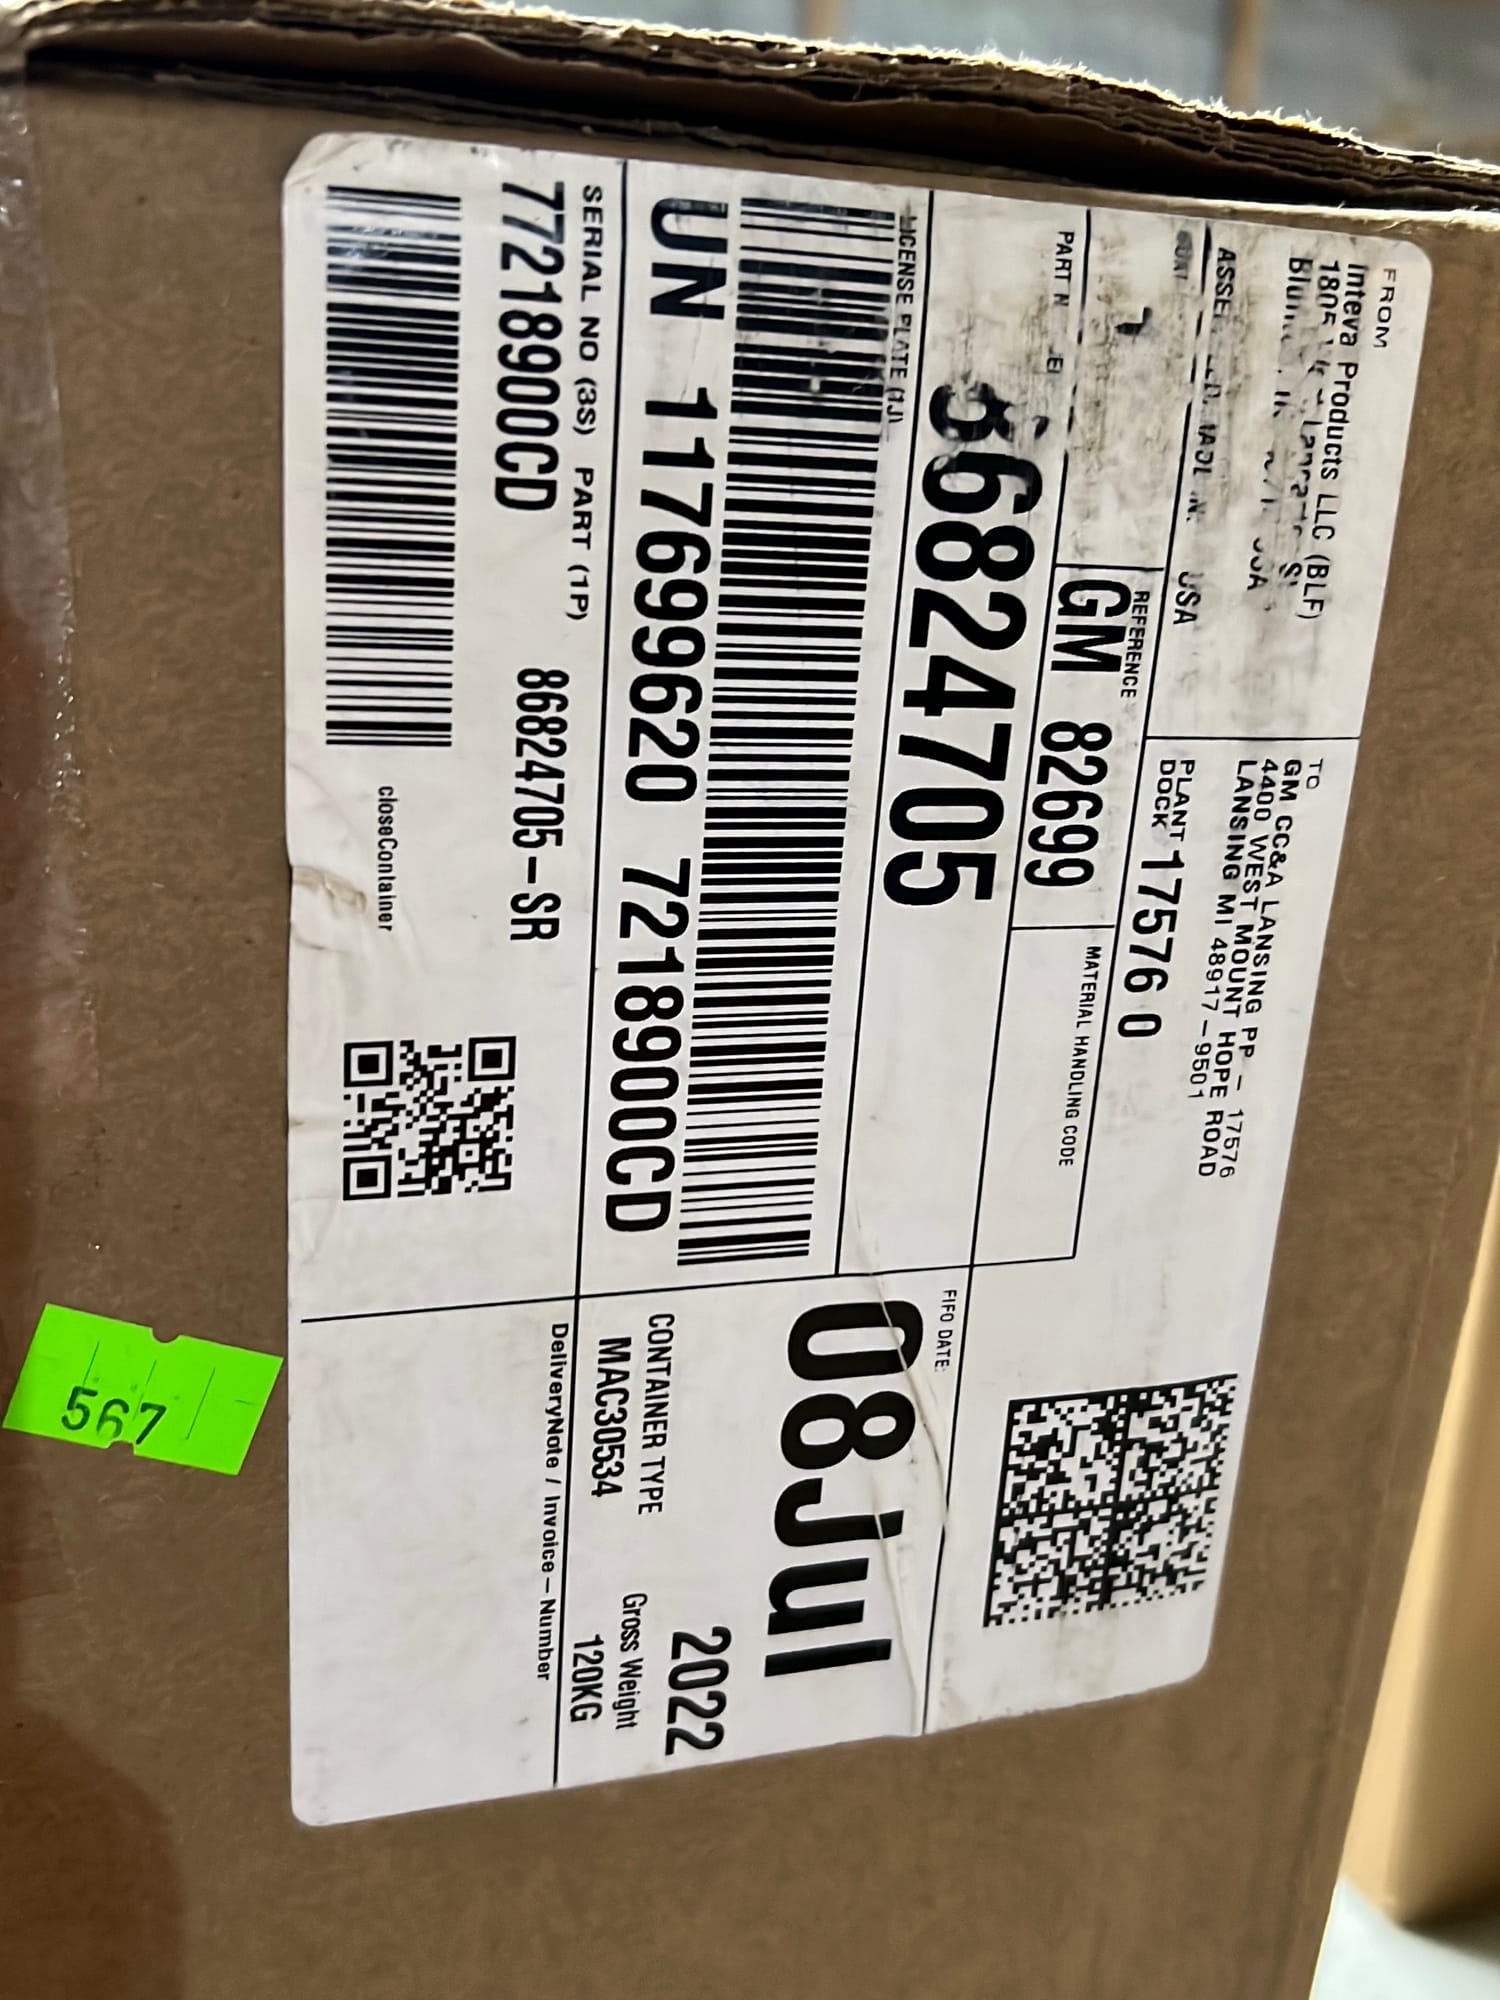 FROM
Inteva Products LLC (BLF)
USA
TO
GM CC&A LANSING PP - 17576
4400 WEST MOUNT HOPE ROAD
LANSING MI 48917-9501
PLANT
DOCK
17576 0
REFERENCE
GM 82699
MATERIAL HANDLING CODE
PART
86824705
LICENSE PLATE (1J)
UN 117699620 7218900CD
FIFO DATE:
08Jul
2022
CONTAINER TYPE
MAC30534
Gross Weight
120KG
SERIAL NO (3S) PART (1P)
77218900CD
86824705-SR
closeContainer
DeliveryNote / Invoice-Number
567